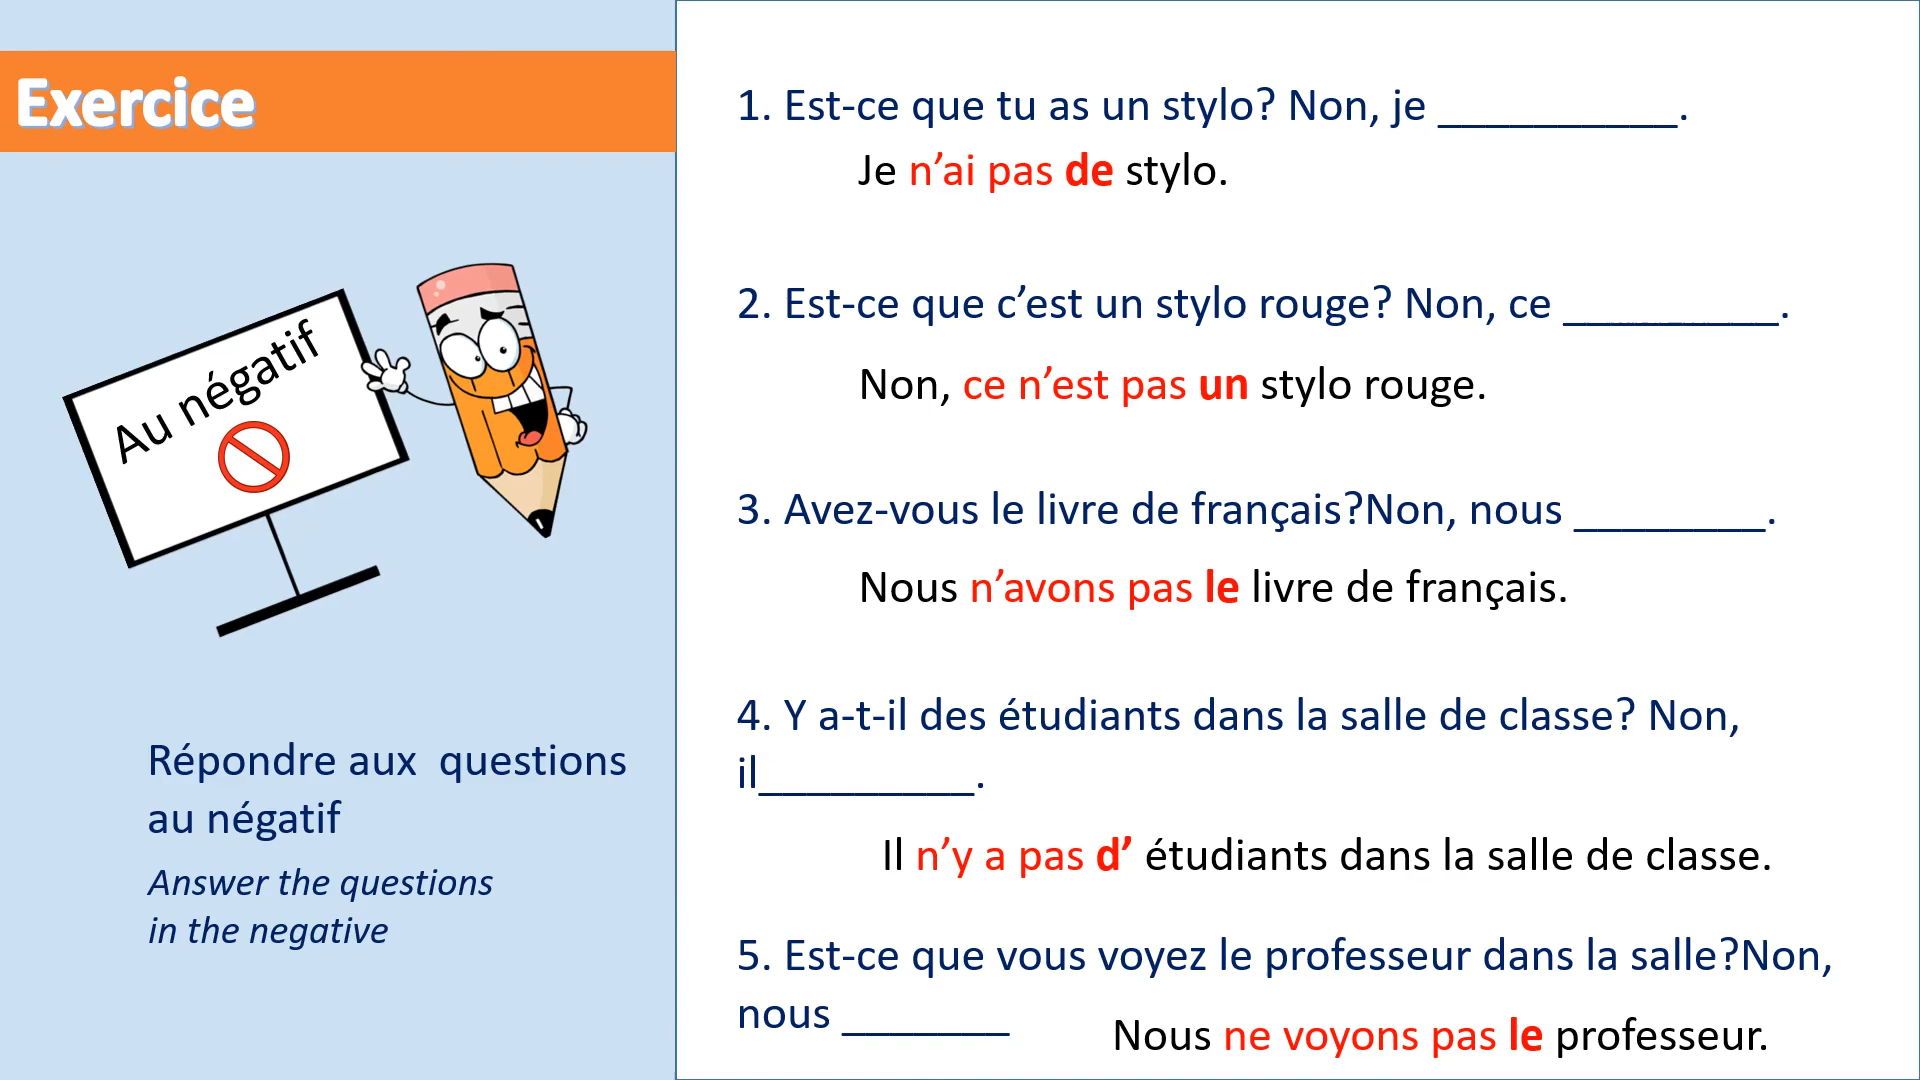 Exercice
Au négatif
Répondre aux  questions
au négatif
Answer the questions
in the negative
1. Est-ce que tu as un stylo? Non, je __________.
Je n’ai pas de stylo.
2. Est-ce que c’est un stylo rouge? Non, ce _________.
Non, ce n’est pas un stylo rouge.
3. Avez-vous le livre de français?Non, nous ________.
Nous n’avons pas le livre de français.
4. Y a-t-il des étudiants dans la salle de classe? Non,
il_________.
Il n’y a pas d’ étudiants dans la salle de classe.
5. Est-ce que vous voyez le professeur dans la salle?Non,
nous _______
Nous ne voyons pas le professeur.